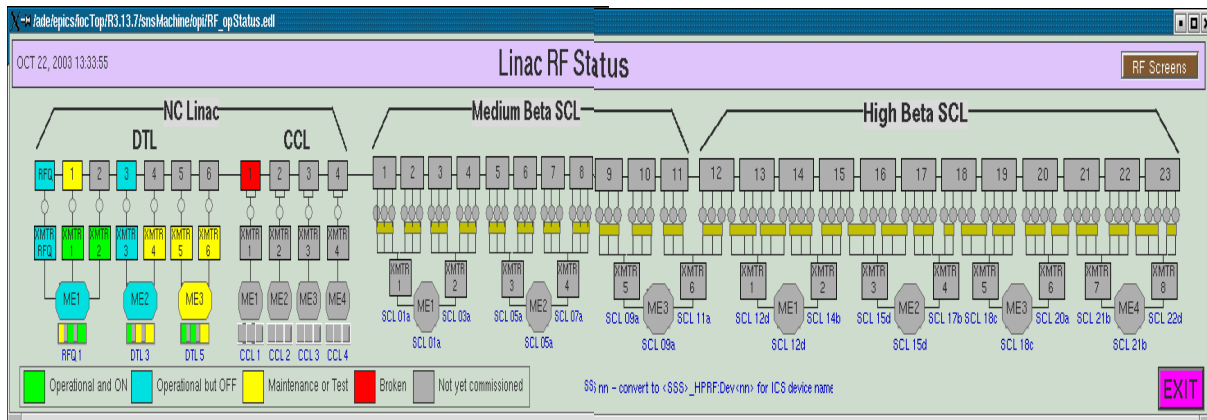 X /ade/epics/iocTop/R3.13.7/snsMachine/opi/RF_opStatus.edl
OCT 22, 2003 13:33:55
Linac RF Status
RF Screens
NC Linac
Medium Beta SCL
High Beta SCL
DTL
CCL
RFQ 1 2 3 4 5 6 1 2 3 4 1 2 3 4 5 6 7 8 9 10 11 12 13 14 15 16 17 18 19 20 21 22 23
XMTR RFQ XMTR 1 XMTR 2 XMTR 3 XMTR 4 XMTR 5 XMTR 6 XMTR 1 XMTR 2 XMTR 3 XMTR 4
XMTR 1 XMTR 2 XMTR 3 XMTR 4 XMTR 5 XMTR 6 XMTR 1 XMTR 2 XMTR 3 XMTR 4 XMTR 5 XMTR 6 XMTR 7 XMTR 8
ME1 ME2 ME3 ME1 ME2 ME3 ME4 ME1 ME2 ME3 ME1 ME2 ME3 ME4
SCL 01a SCL 03a SCL 05a SCL 07a SCL 09a SCL 11a SCL 12d SCL 14b SCL 15d SCL 17b SCL 18c SCL 20a SCL 21b SCL 22d
SCL 01a SCL 05a SCL 09a SCL 12d SCL 15d SCL 18c SCL 21b
RFQ 1 DTL 3 DTL 5 CCL 1 CCL 2 CCL 3 CCL 4
Operational and ON Operational but OFF Maintenance or Test Broken Not yet commissioned
nn - convert to <SSS>_HPRF:Dev<nn> for ICS device name
EXIT